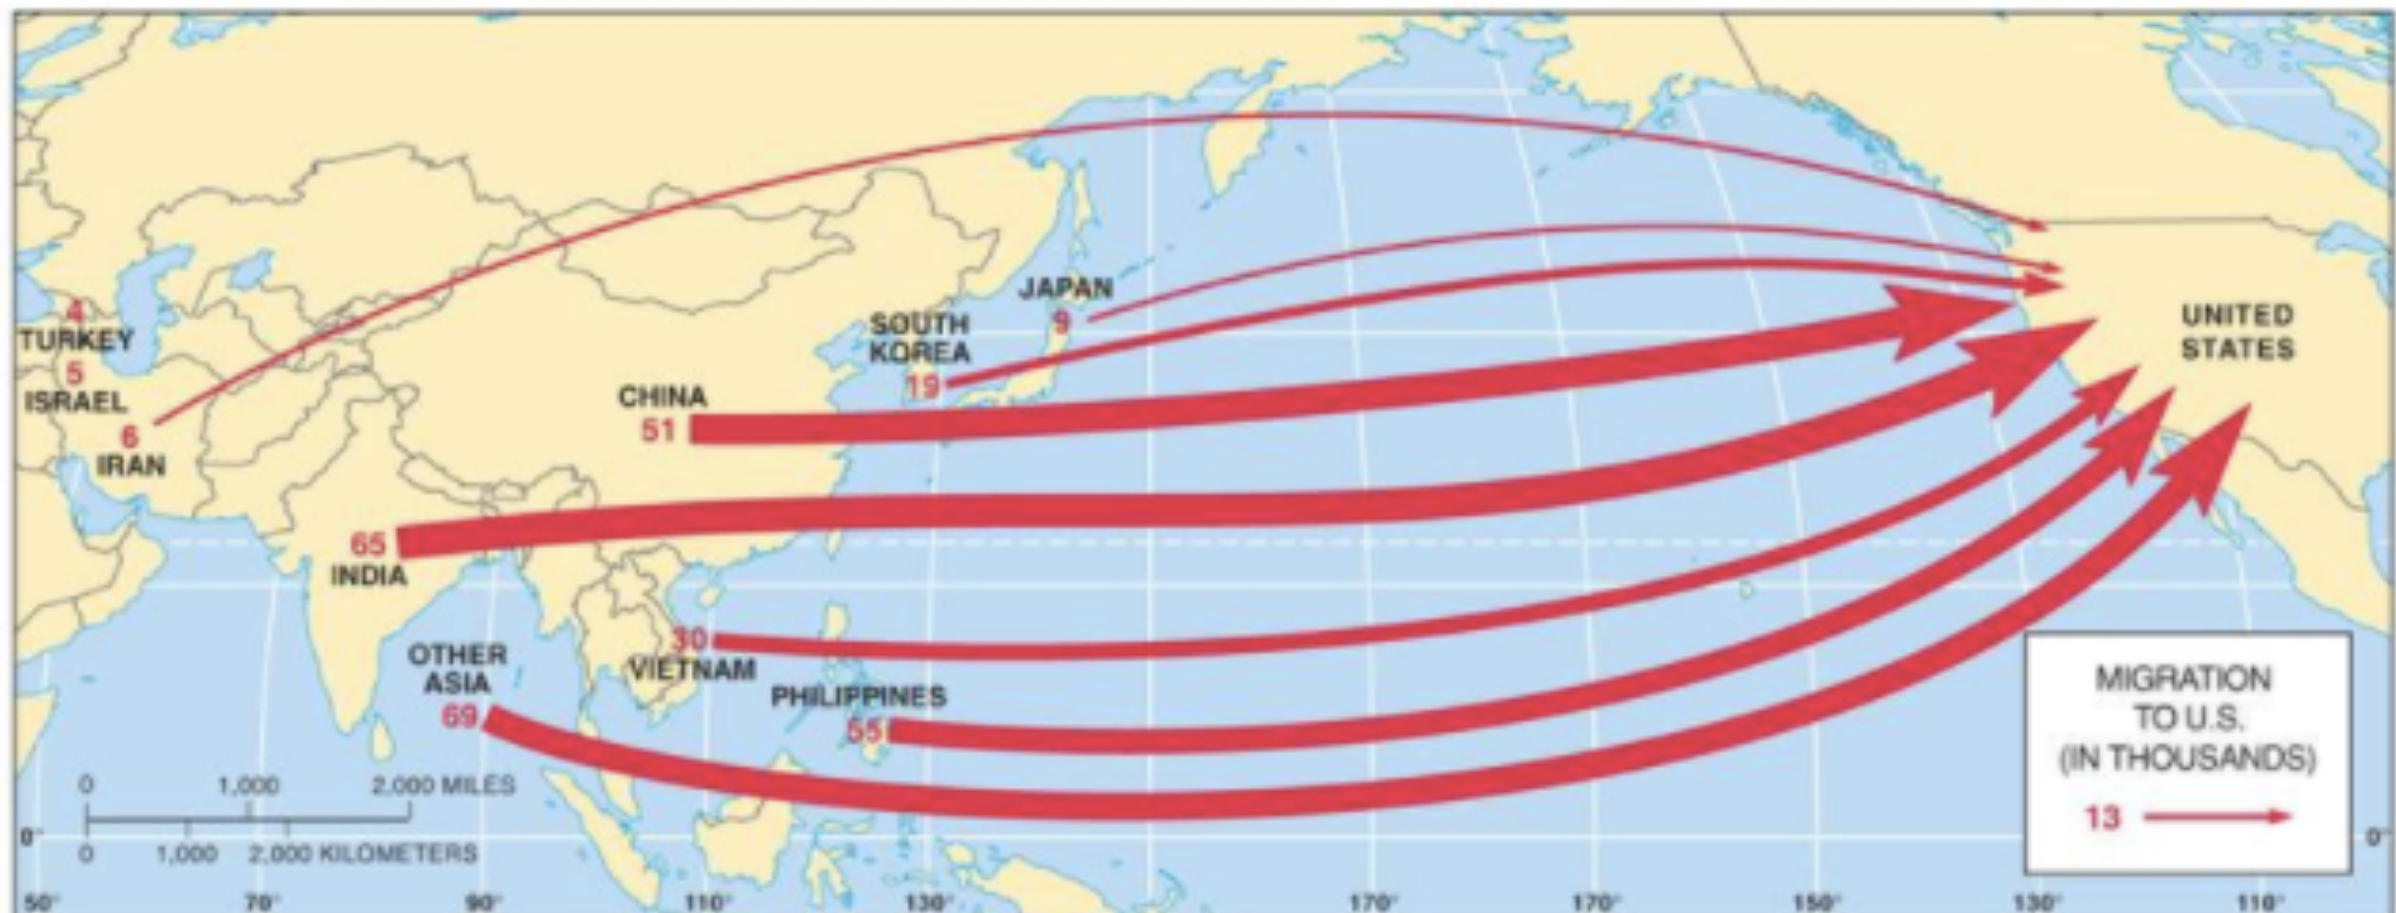 4
TURKEY
5
ISRAEL
6
IRAN
JAPAN
9
SOUTH
KOREA
19
CHINA
51
65
INDIA
30
VIETNAM
OTHER
ASIA
69
PHILIPPINES
55
UNITED
STATES
MIGRATION
TO U.S.
(IN THOUSANDS)
13
0 1,000 2,000 MILES
0 1,000 2,000 KILOMETERS
0° 0°
50° 70° 90° 110° 130° 170° 170° 150° 130° 110°